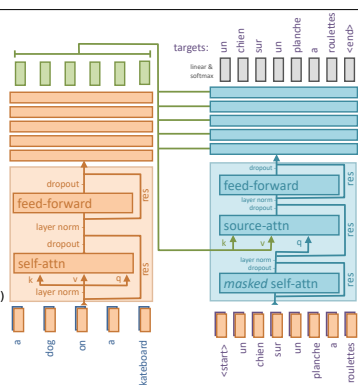 targets:
un
chien
sur
un
planche
a
roulettes
<end>
linear &
softmax
dropout
feed-forward
layer norm
dropout
self-attn
k
v
q
layer norm
res
res
)
a
dog
on
a
kateboard
dropout
feed-forward
layer norm
dropout
source-attn
k
v
q
layer norm
dropout
masked self-attn
res
res
res
<start>
un
chien
sur
un
planche
a
roulettes